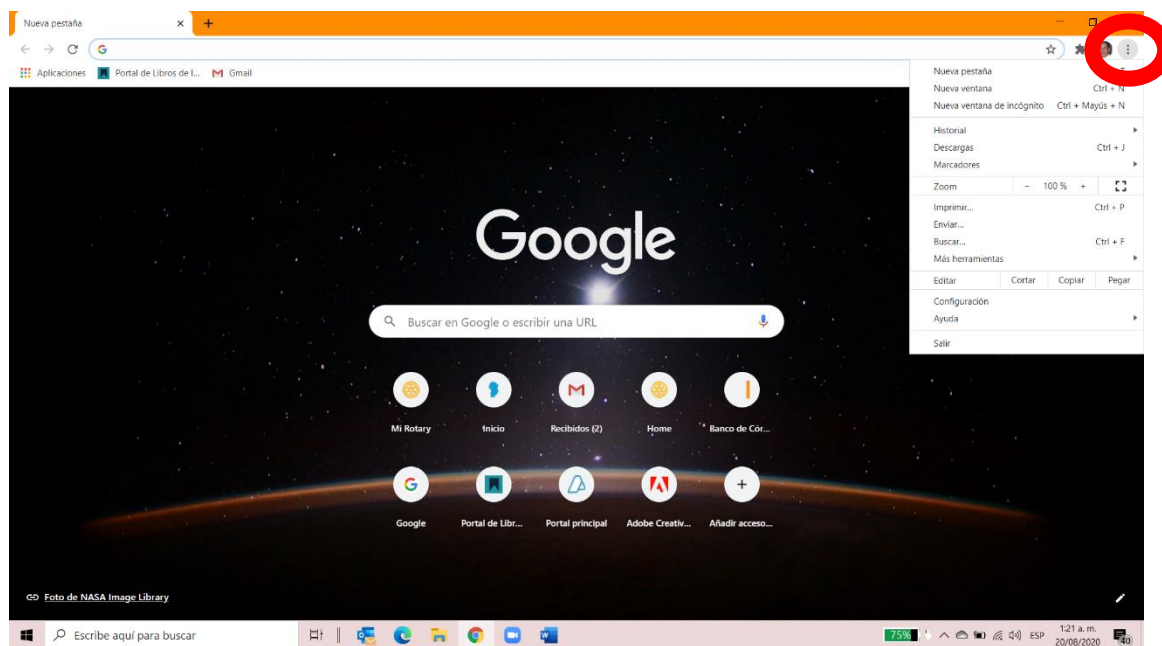 Nueva pestaña
G
Aplicaciones Portal de Libros de l... Gmail
Nueva pestaña T
Nueva ventana Ctrl + N
Nueva ventana de incógnito Ctrl + Mayús + N
Historial
Descargas Ctrl + J
Marcadores
Zoom - 100 % +
Imprimir... Ctrl + P
Enviar...
Buscar... Ctrl + F
Más herramientas
Editar Cortar Copiar Pegar
Configuración
Ayuda
Salir
Google
Buscar en Google o escribir una URL
Mi Rotary Inicio Recibidos (2) Home Banco de Cór...
Google Portal de Libr... Portal principal Adobe Creativ... Añadir acceso...
Foto de NASA Image Library
Escribe aquí para buscar 75% ESP 1:21 a. m.
20/08/2020 40